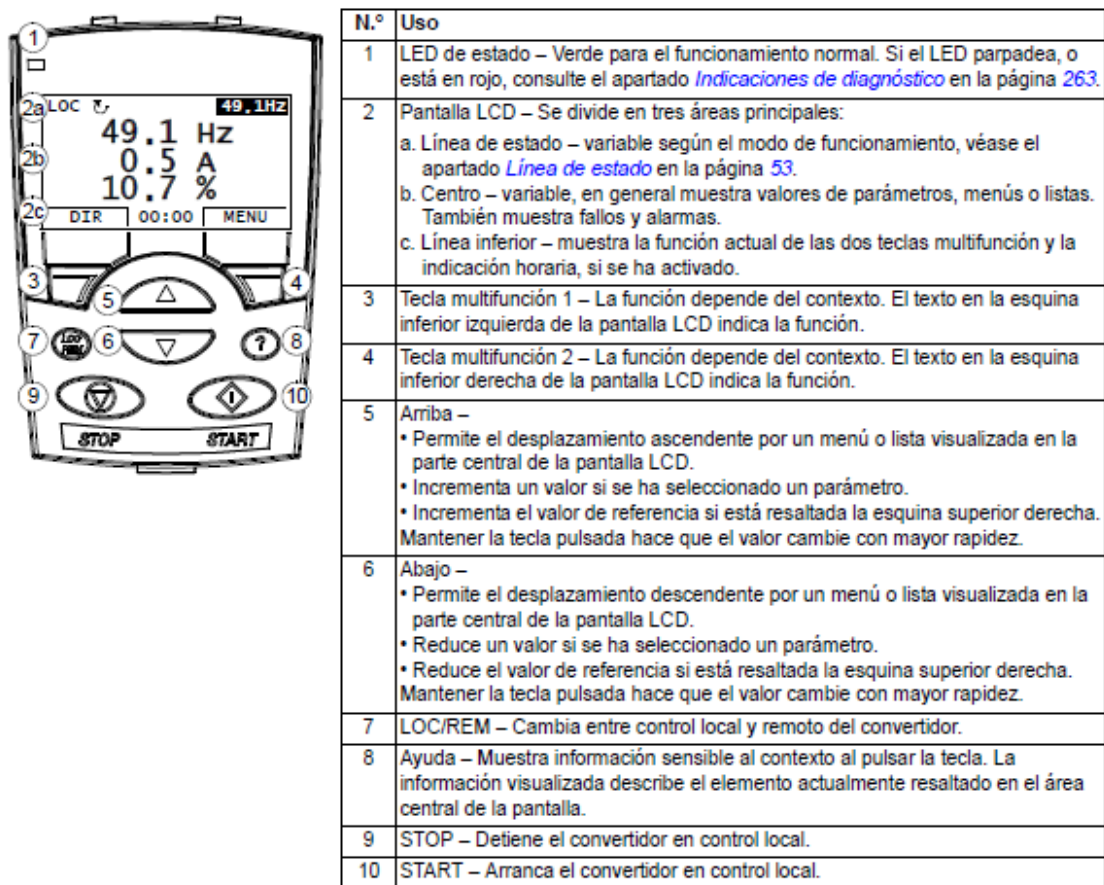 1
2a LOC 49.1Hz
49.1 Hz
2b 0.5 A
10.7 %
2c DIR 00:00 MENU
3
4
5
7 LOC REM 6 ? 8
9 10
STOP START
N.º Uso
1 LED de estado – Verde para el funcionamiento normal. Si el LED parpadea, o
está en rojo, consulte el apartado Indicaciones de diagnóstico en la página 263.
2 Pantalla LCD – Se divide en tres áreas principales:
a. Línea de estado – variable según el modo de funcionamiento, véase el
apartado Línea de estado en la página 53.
b. Centro – variable, en general muestra valores de parámetros, menús o listas.
También muestra fallos y alarmas.
c. Línea inferior – muestra la función actual de las dos teclas multifunción y la
indicación horaria, si se ha activado.
3 Tecla multifunción 1 – La función depende del contexto. El texto en la esquina
inferior izquierda de la pantalla LCD indica la función.
4 Tecla multifunción 2 – La función depende del contexto. El texto en la esquina
inferior derecha de la pantalla LCD indica la función.
5 Arriba –
• Permite el desplazamiento ascendente por un menú o lista visualizada en la
parte central de la pantalla LCD.
• Incrementa un valor si se ha seleccionado un parámetro.
• Incrementa el valor de referencia si está resaltada la esquina superior derecha.
Mantener la tecla pulsada hace que el valor cambie con mayor rapidez.
6 Abajo –
• Permite el desplazamiento descendente por un menú o lista visualizada en la
parte central de la pantalla LCD.
• Reduce un valor si se ha seleccionado un parámetro.
• Reduce el valor de referencia si está resaltada la esquina superior derecha.
Mantener la tecla pulsada hace que el valor cambie con mayor rapidez.
7 LOC/REM – Cambia entre control local y remoto del convertidor.
8 Ayuda – Muestra información sensible al contexto al pulsar la tecla. La
información visualizada describe el elemento actualmente resaltado en el área
central de la pantalla.
9 STOP – Detiene el convertidor en control local.
10 START – Arranca el convertidor en control local.